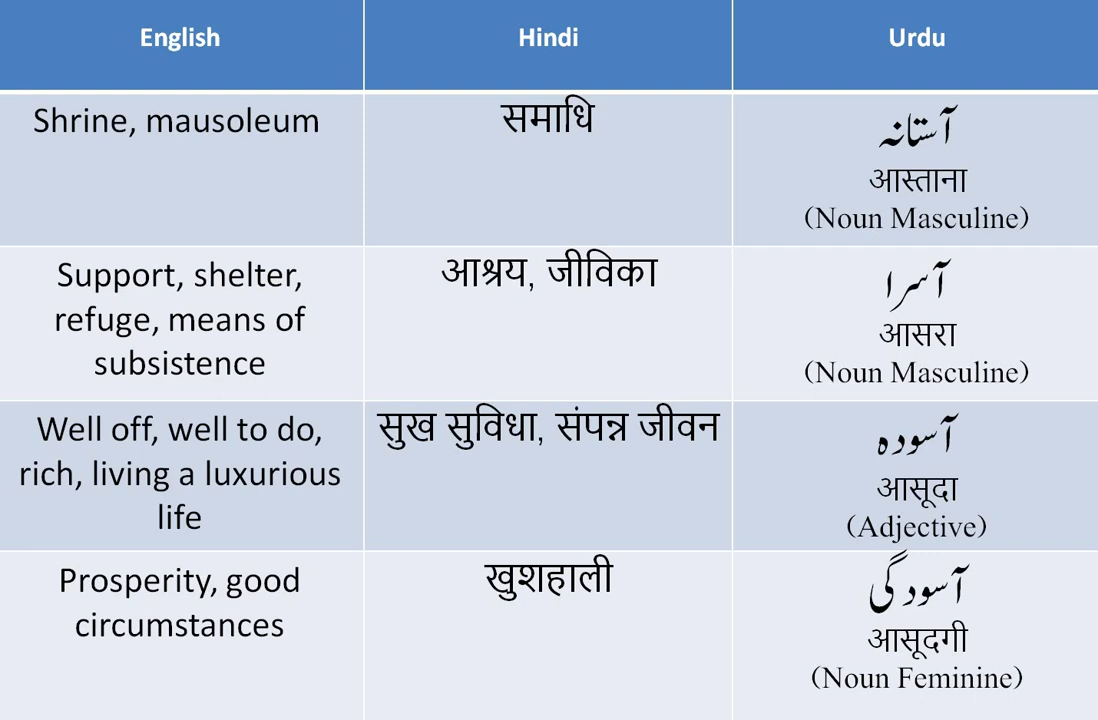 English
Hindi
Urdu
Shrine, mausoleum
समाधि
آستانہ
आस्ताना
(Noun Masculine)
Support, shelter,
refuge, means of
subsistence
आश्रय, जीविका
آسرا
आसरा
(Noun Masculine)
Well off, well to do,
rich, living a luxurious
life
सुख सुविधा, संपन्न जीवन
آسودہ
आसूदा
(Adjective)
Prosperity, good
circumstances
खुशहाली
آسودگی
आसूदगी
(Noun Feminine)